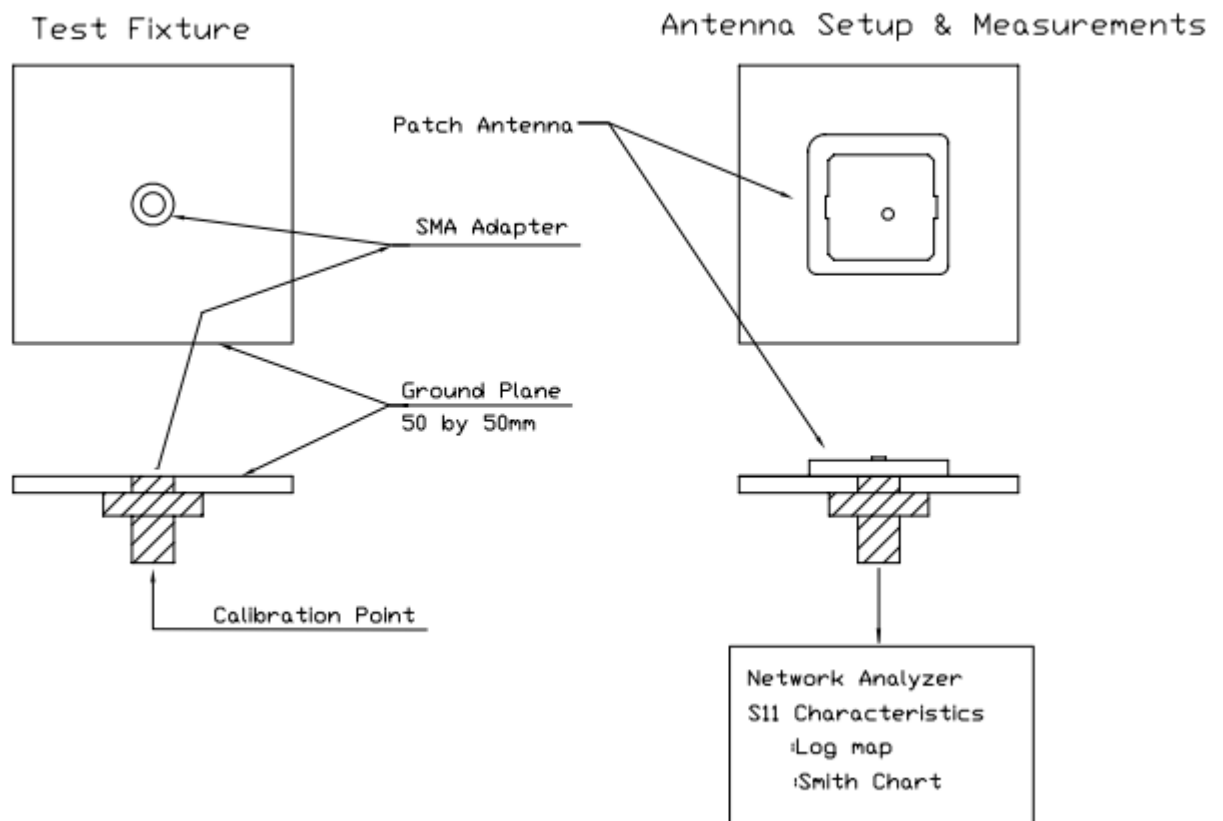 Test Fixture
Antenna Setup & Measurements
Patch Antenna
SMA Adapter
Ground Plane
50 by 50mm
Calibration Point
Network Analyzer
S11 Characteristics
:Log map
:Smith Chart